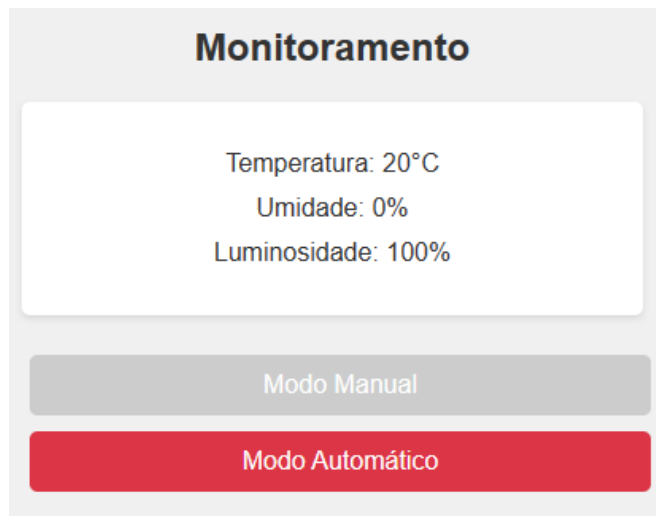 Monitoramento
Temperatura: 20°C
Umidade: 0%
Luminosidade: 100%
Modo Manual
Modo Automático